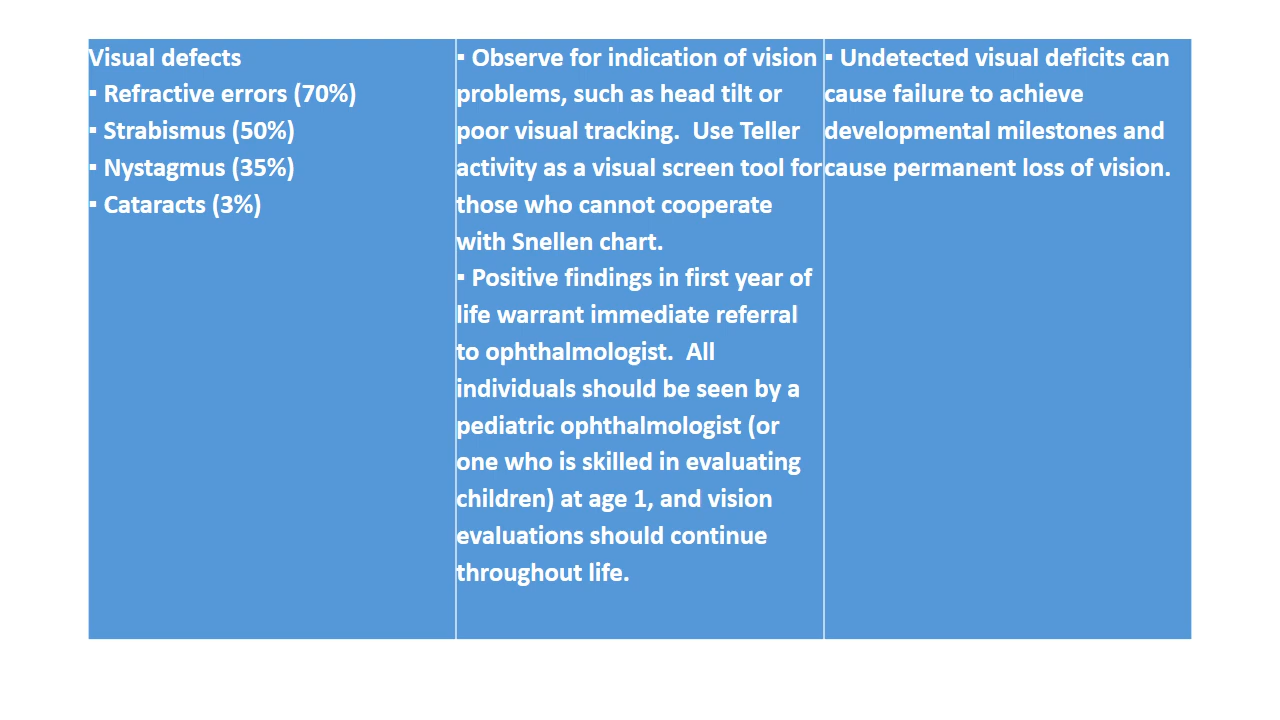 Visual defects
▪ Refractive errors (70%)
▪ Strabismus (50%)
▪ Nystagmus (35%)
▪ Cataracts (3%)
▪ Observe for indication of vision
problems, such as head tilt or
poor visual tracking.  Use Teller
activity as a visual screen tool for
those who cannot cooperate
with Snellen chart.
▪ Positive findings in first year of
life warrant immediate referral
to ophthalmologist.  All
individuals should be seen by a
pediatric ophthalmologist (or
one who is skilled in evaluating
children) at age 1, and vision
evaluations should continue
throughout life.
▪ Undetected visual deficits can
cause failure to achieve
developmental milestones and
cause permanent loss of vision.